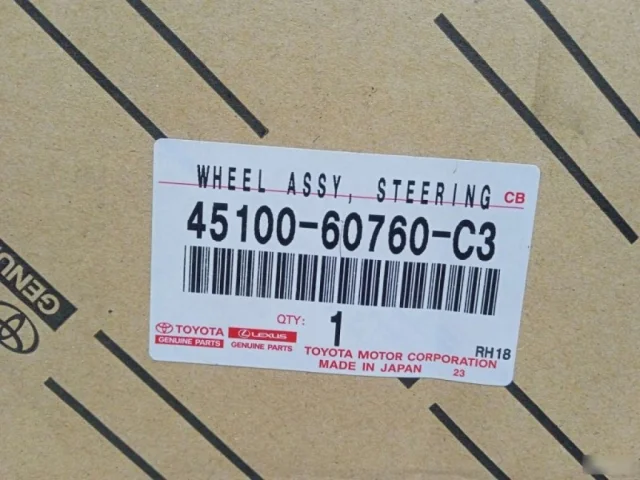 WHEEL ASSY, STEERING CB
45100-60760-C3
QTY: 1
TOYOTA LEXUS
GENUINE PARTS GENUINE PARTS
RH18
TOYOTA MOTOR CORPORATION
MADE IN JAPAN 23